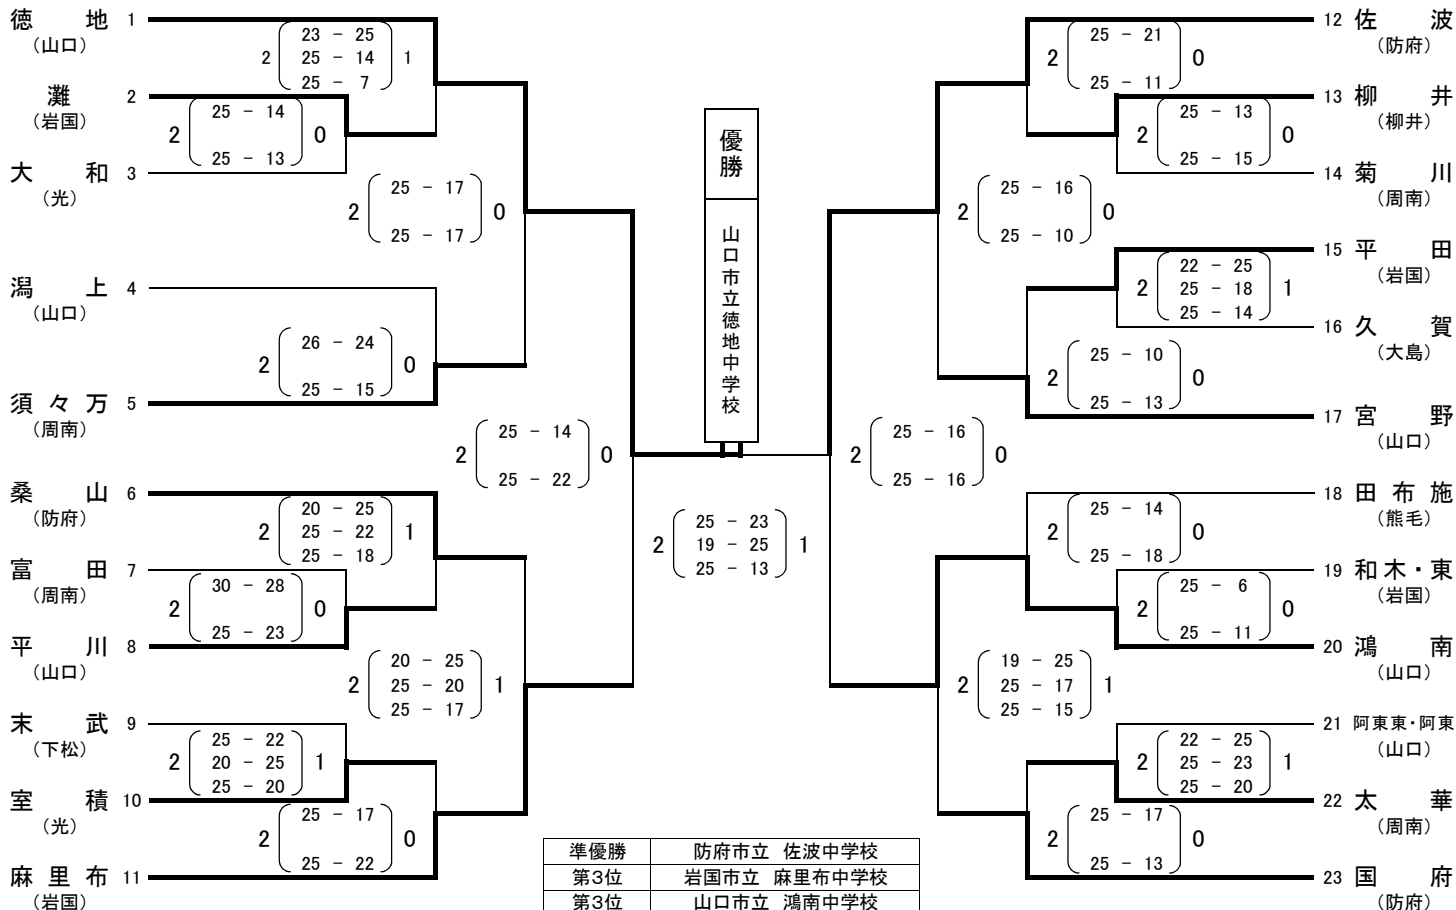 徳地 1
(山口)
2 23 - 25 1
25 - 14
25 - 7
灘 2
(岩国)
2 25 - 14 0
25 - 13
大和 3
(光)
2 25 - 17 0
25 - 17
潟上 4
(山口)
2 26 - 24 0
25 - 15
須々万 5
(周南)
2 25 - 14 0
25 - 22
桑山 6
(防府)
2 20 - 25 1
25 - 22
25 - 18
富田 7
(周南)
2 30 - 28 0
25 - 23
平川 8
(山口)
2 20 - 25 1
25 - 20
25 - 17
末武 9
(下松)
2 25 - 22 1
20 - 25
25 - 20
室積 10
(光)
2 25 - 17 0
25 - 22
麻里布 11
(岩国)
優勝
山口市立徳地中学校
2 25 - 23 1
19 - 25
25 - 13
12 佐波
(防府)
2 25 - 21 0
25 - 11
13 柳井
(柳井)
2 25 - 13 0
25 - 15
14 菊川
(周南)
2 25 - 16 0
25 - 10
15 平田
(岩国)
2 22 - 25 1
25 - 18
25 - 14
16 久賀
(大島)
2 25 - 10 0
25 - 13
17 宮野
(山口)
2 25 - 16 0
25 - 16
18 田布施
(熊毛)
2 25 - 14 0
25 - 18
19 和木・東
(岩国)
2 25 - 6 0
25 - 11
20 鴻南
(山口)
2 19 - 25 1
25 - 17
25 - 15
21 阿東東・阿東
(山口)
2 22 - 25 1
25 - 23
25 - 20
22 太華
(周南)
2 25 - 17 0
25 - 13
23 国府
(防府)
準優勝 防府市立 佐波中学校
第3位 岩国市立 麻里布中学校
第3位 山口市立 鴻南中学校